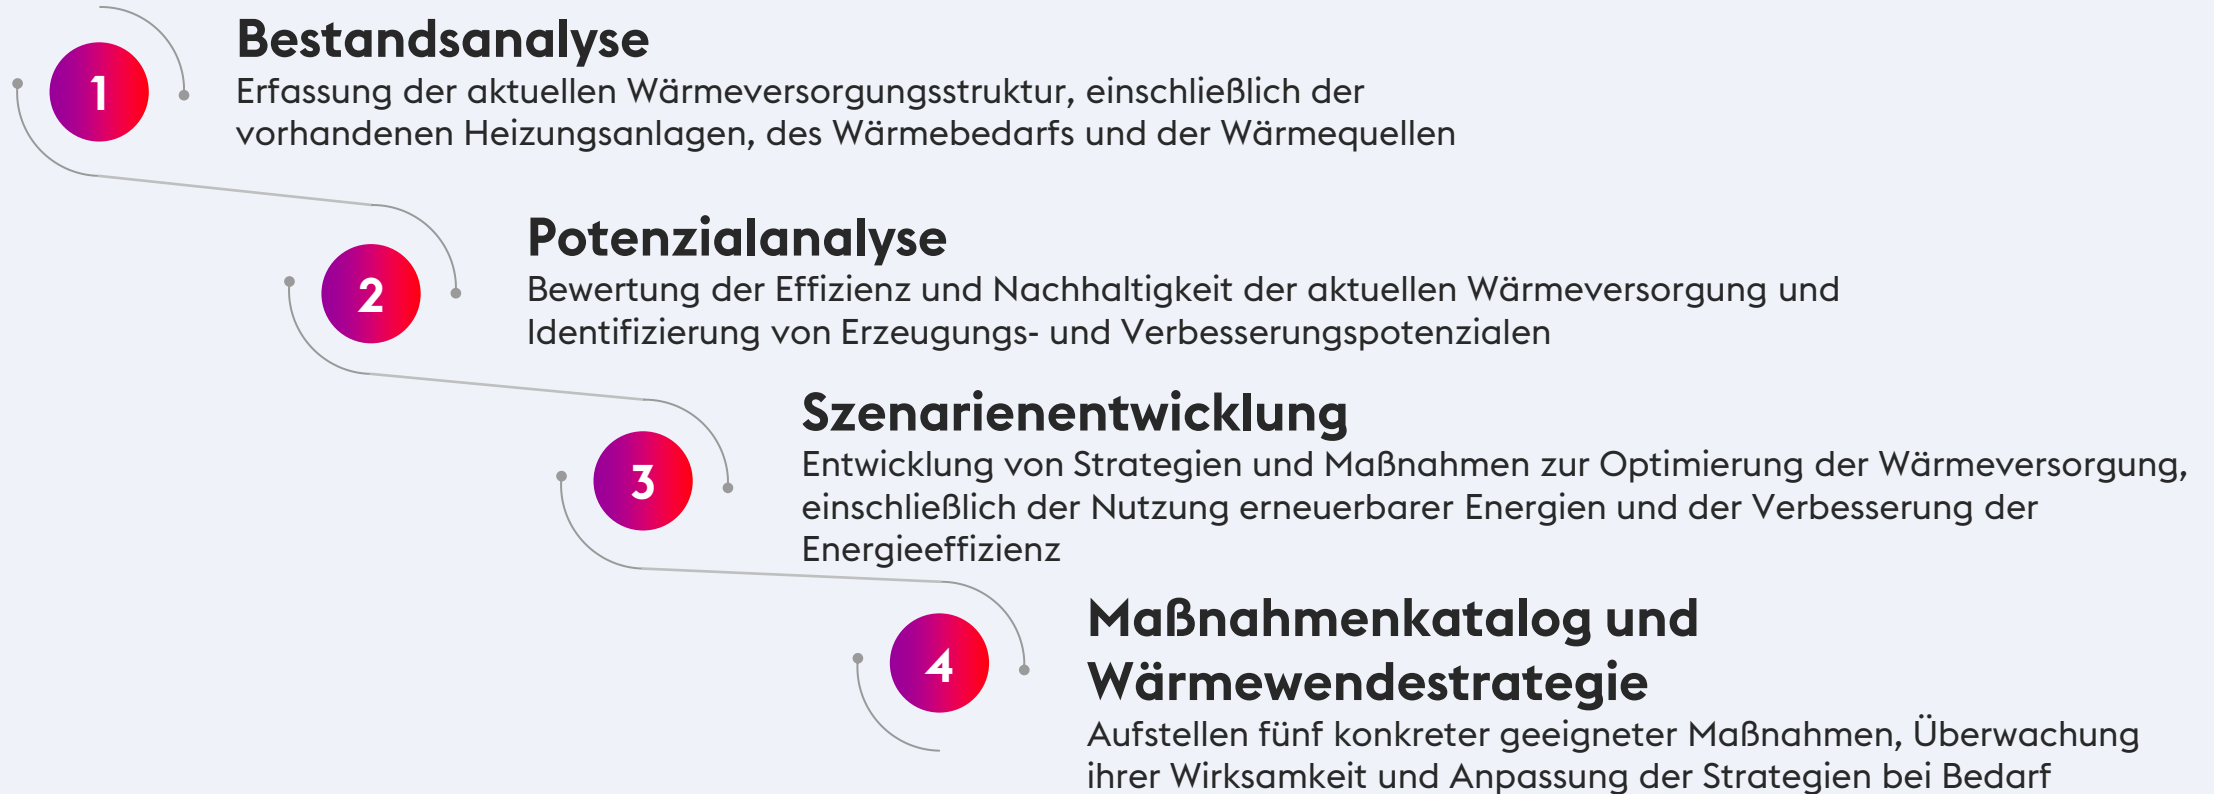 1
Bestandsanalyse
Erfassung der aktuellen Wärmeversorgungsstruktur, einschließlich der
vorhandenen Heizungsanlagen, des Wärmebedarfs und der Wärmequellen
2
Potenzialanalyse
Bewertung der Effizienz und Nachhaltigkeit der aktuellen Wärmeversorgung und
Identifizierung von Erzeugungs- und Verbesserungspotenzialen
3
Szenarienentwicklung
Entwicklung von Strategien und Maßnahmen zur Optimierung der Wärmeversorgung,
einschließlich der Nutzung erneuerbarer Energien und der Verbesserung der
Energieeffizienz
4
Maßnahmenkatalog und
Wärmewendestrategie
Aufstellen fünf konkreter geeigneter Maßnahmen, Überwachung
ihrer Wirksamkeit und Anpassung der Strategien bei Bedarf